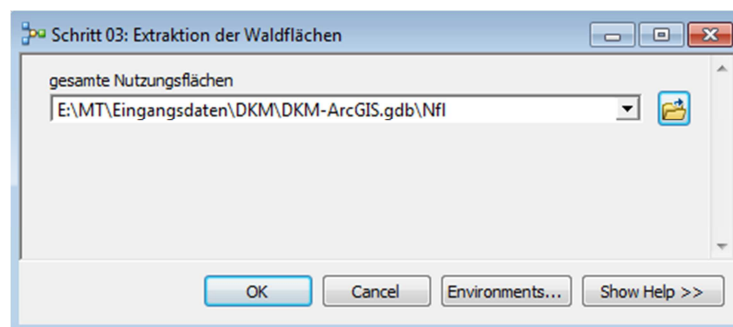 Schritt 03: Extraktion der Waldflächen
gesamte Nutzungsflächen
E:\MT\Eingangsdaten\DKM\DKM-ArcGIS.gdb\Nfl
OK Cancel Environments... Show Help >>